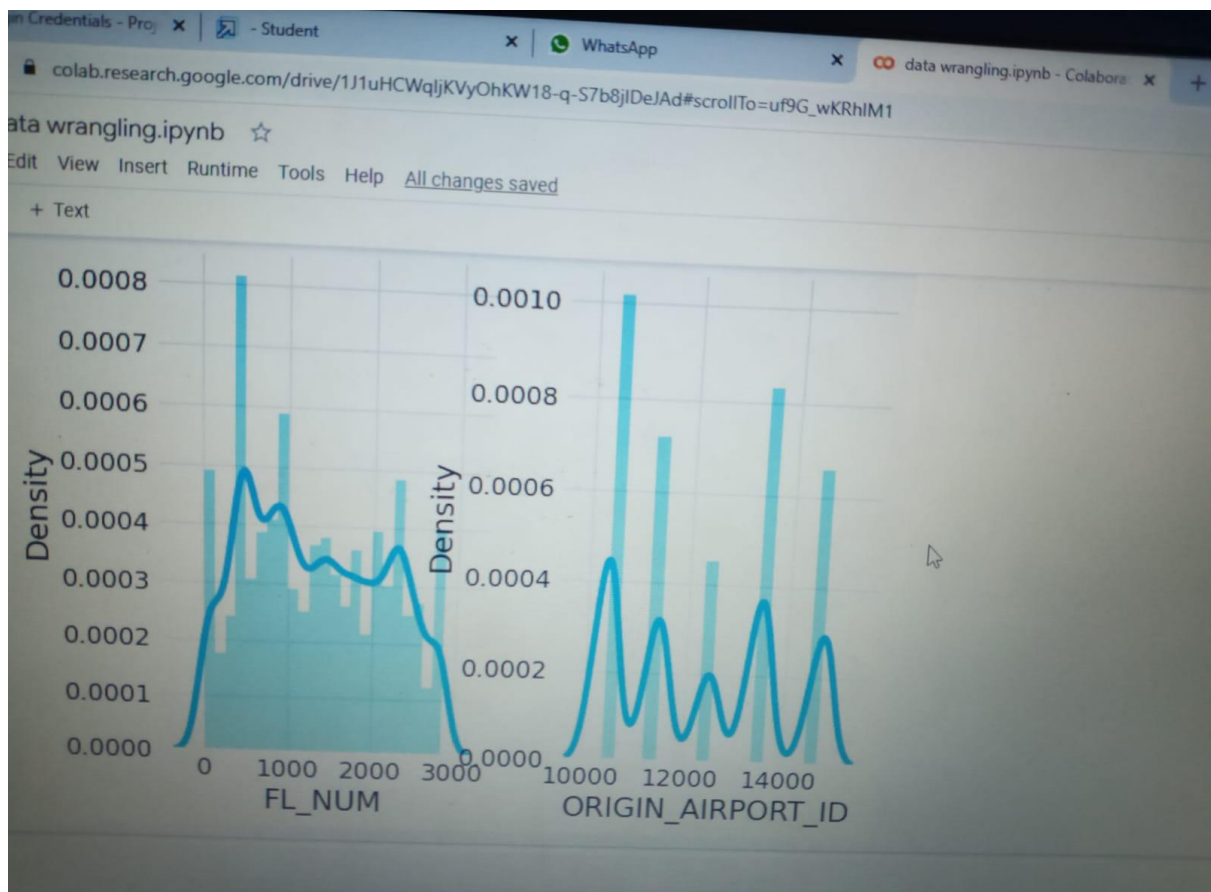 in Credentials - Proj
- Student
WhatsApp
data wrangling.ipynb - Colabora
colab.research.google.com/drive/1J1uHCWqljKVyOhKW18-q-S7b8jIDeJAd#scrollTo=uf9G_wKRhlM1
ata wrangling.ipynb
Edit View Insert Runtime Tools Help All changes saved
+ Text
0.0008
0.0007
0.0006
0.0005
0.0004
0.0003
0.0002
0.0001
0.0000
Density
0 1000 2000 3000
FL_NUM
0.0010
0.0008
0.0006
0.0004
0.0002
0.0000
Density
10000 12000 14000
ORIGIN_AIRPORT_ID